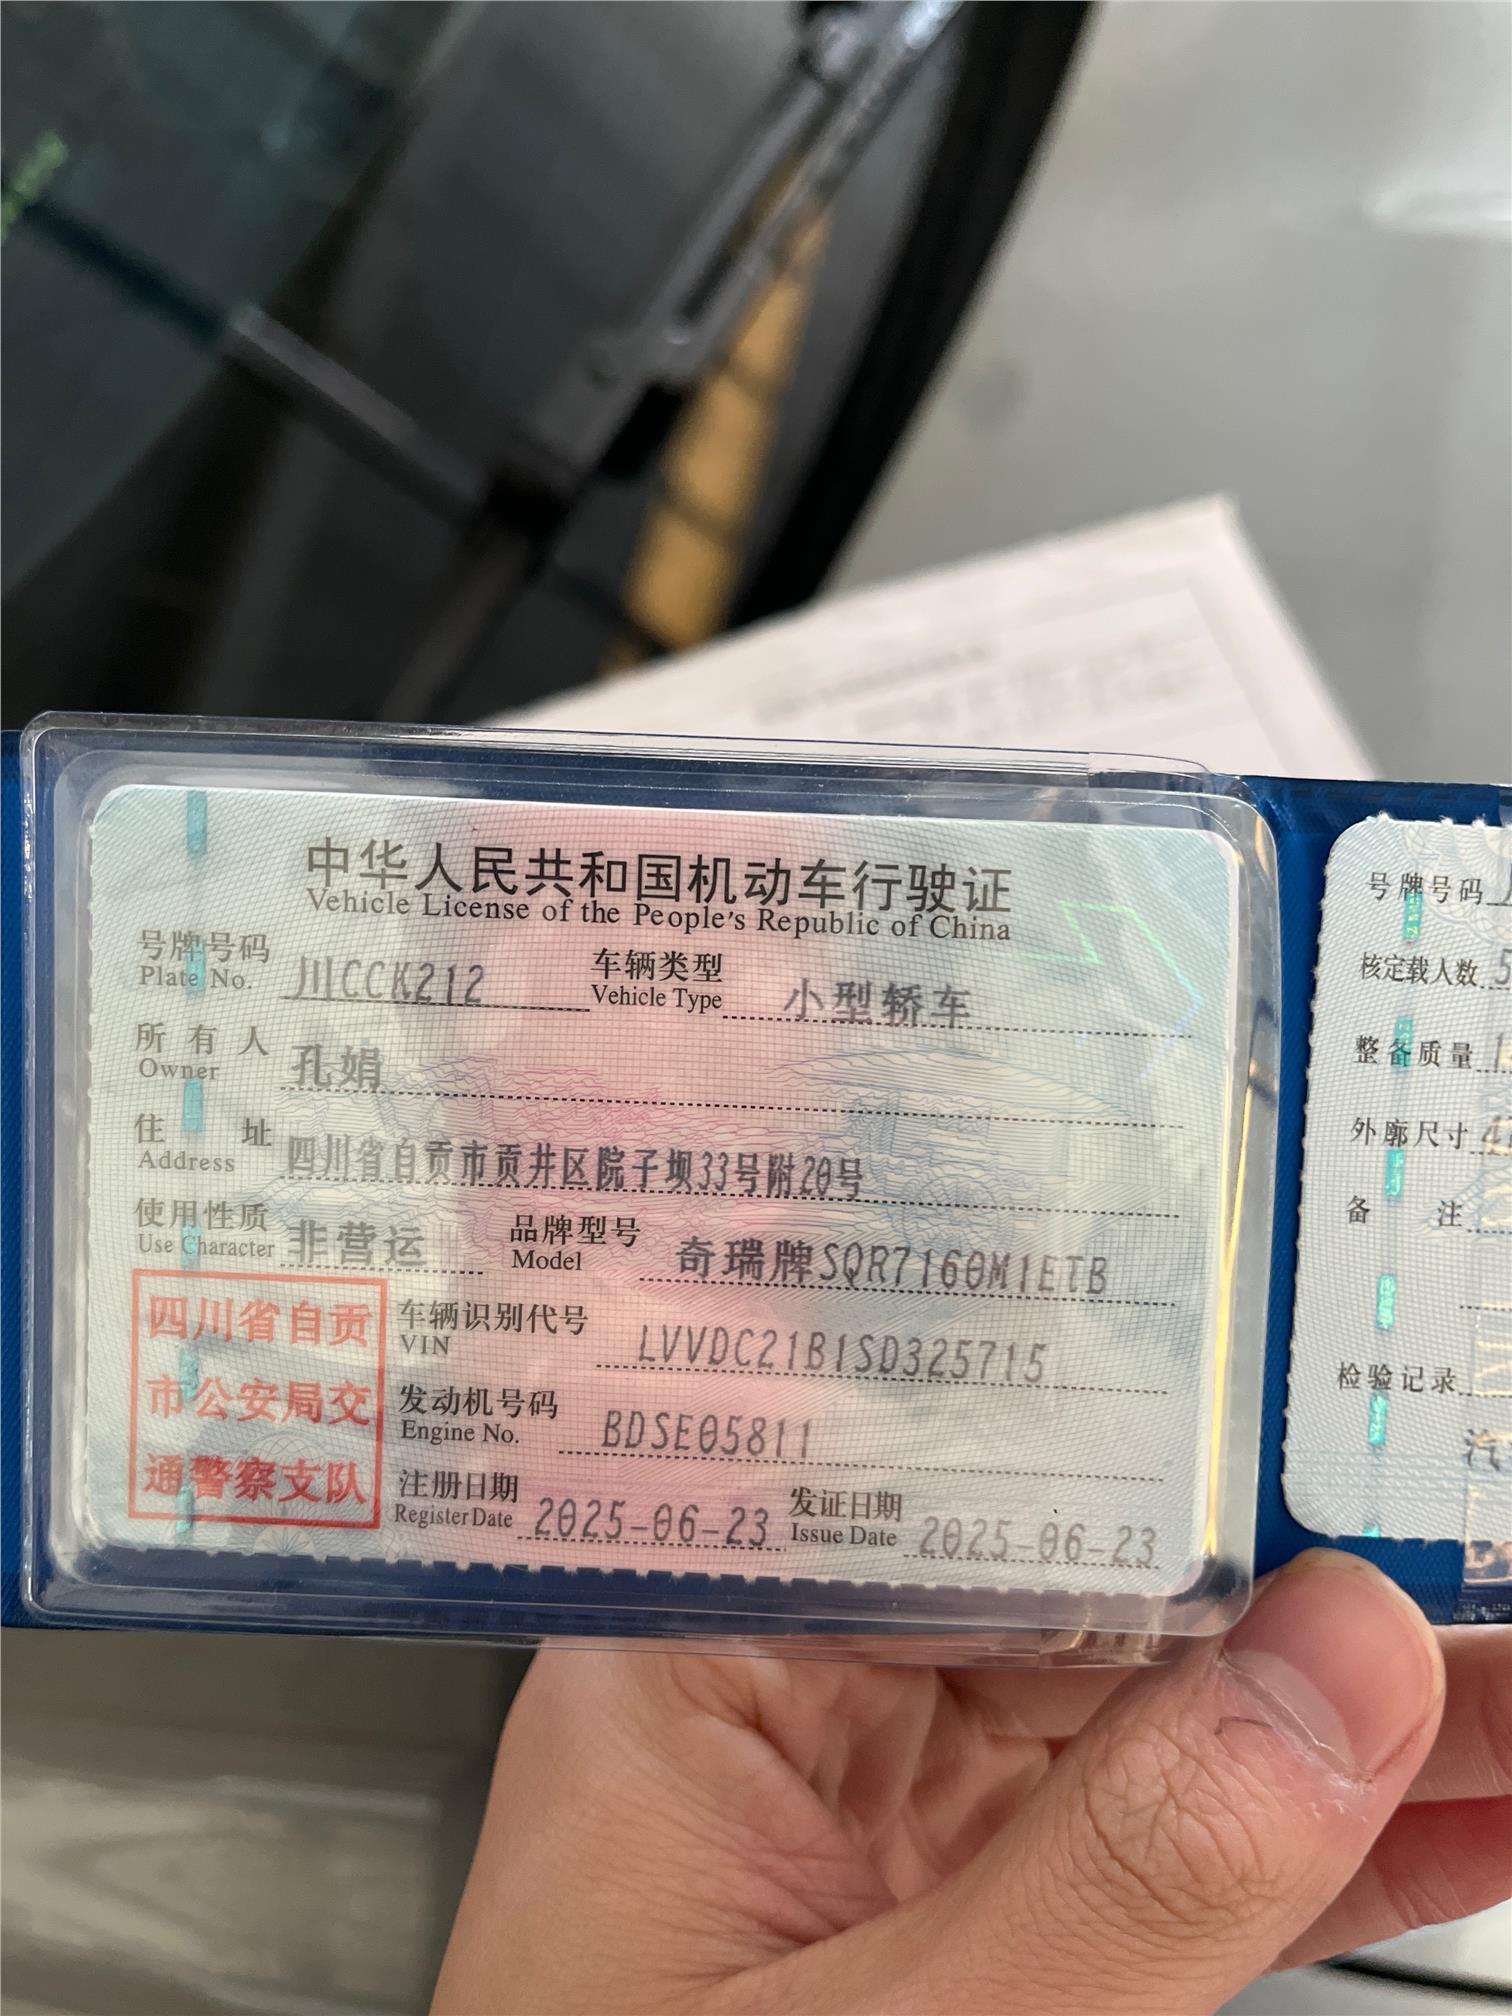 中华人民共和国机动车行驶证
Vehicle License of the People's Republic of China
号牌号码 川CCK212 车辆类型 小型轿车
Plate No. Vehicle Type
所有人 孔娟
Owner
住址 四川省自贡市贡井区院子坝33号附20号
Address
使用性质 非营运 品牌型号 奇瑞牌SQR7160M1ETB
Use Character Model
车辆识别代号 LVVDC21B1SD325715
VIN
发动机号码 BDSE05811
Engine No.
注册日期 2025-06-23 发证日期 2025-06-23
Register Date Issue Date
四川省自贡
市公安局交
通警察支队
号牌号码
核定载人数 5
整备质量
外廓尺寸
备注
检验记录